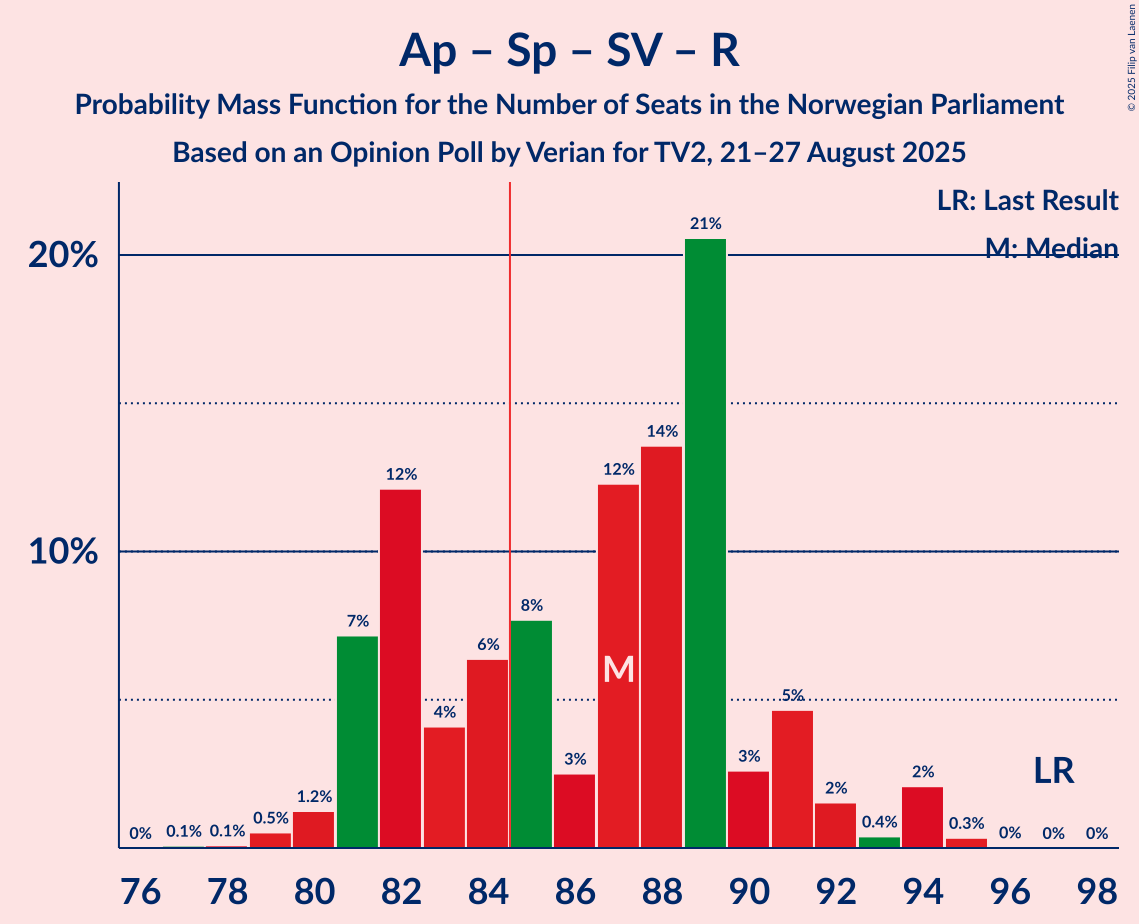 Ap – Sp – SV – R
Probability Mass Function for the Number of Seats in the Norwegian Parliament
Based on an Opinion Poll by Verian for TV2, 21–27 August 2025
© 2025 Filip van Laenen
LR: Last Result
M: Median
20%
10%
0%
0.1%
0.1%
0.5%
1.2%
7%
12%
4%
6%
8%
3%
12%
14%
21%
3%
5%
2%
0.4%
2%
0.3%
0%
0%
0%
M
LR
76 78 80 82 84 86 88 90 92 94 96 98